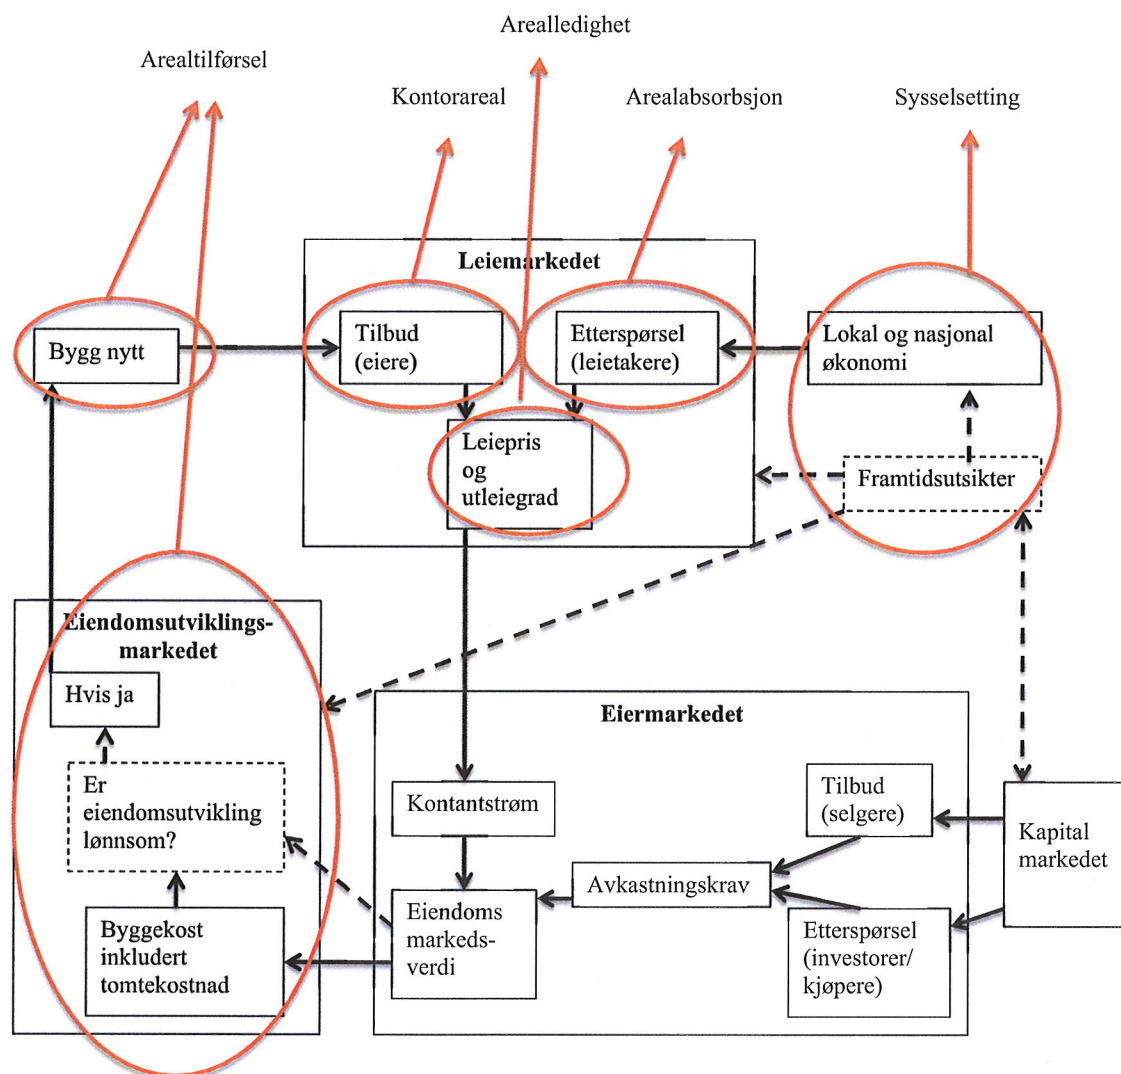 Arealledighet
Arealtilførsel
Kontorareal
Arealabsorbsjon
Sysselsetting
Leiemarkedet
Bygg nytt
Tilbud
(eiere)
Etterspørsel
(leietakere)
Lokal og nasjonal
økonomi
Leiepris
og
utleiegrad
Framtidsutsikter
Eiendomsutviklings-
markedet
Hvis ja
Er
eiendomsutvikling
lønnsom?
Byggekost
inkludert
tomtekostnad
Eiermarkedet
Kontantstrøm
Tilbud
(selgere)
Kapital
markedet
Avkastningskrav
Eiendoms
markeds-
verdi
Etterspørsel
(investorer/
kjøpere)